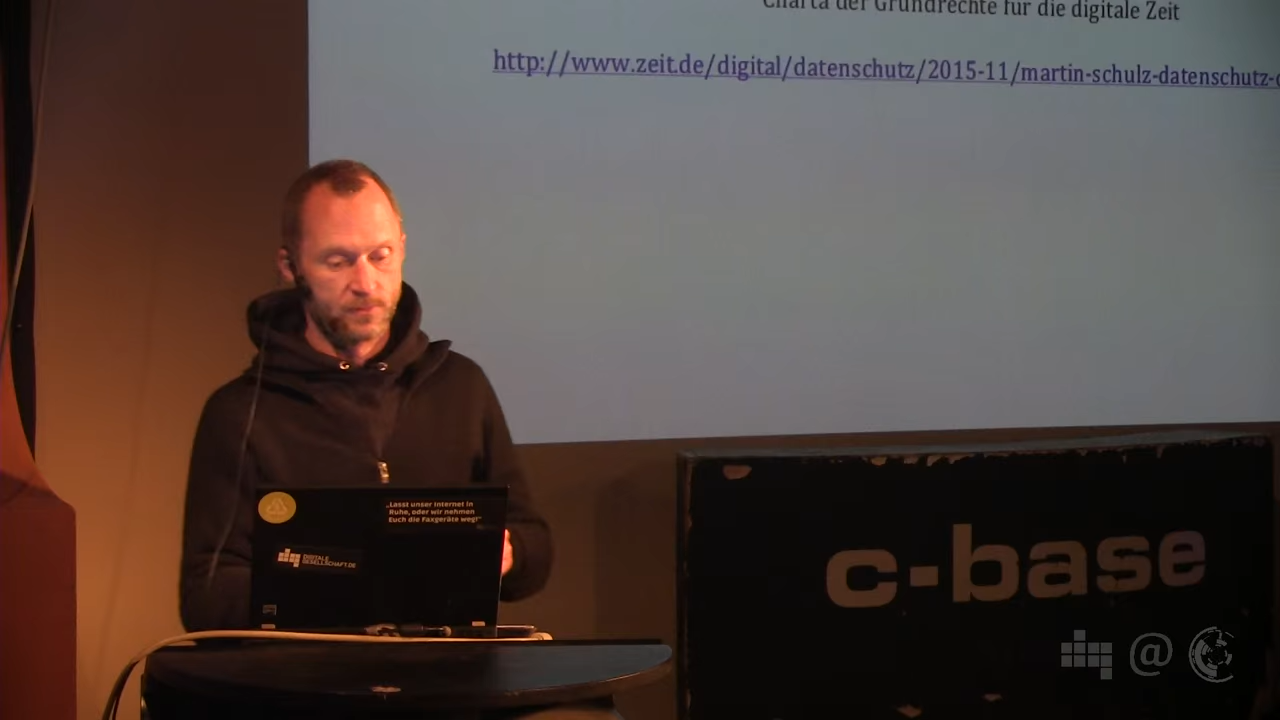 Charta der Grundrechte für die digitale Zeit
http://www.zeit.de/digital/datenschutz/2015-11/martin-schulz-datenschutz-
„Lasst unser Internet in
Ruhe, oder wir nehmen
Euch die Faxgeräte weg!“
DIGITALE
GESELLSCHAFT.DE
c-base
@